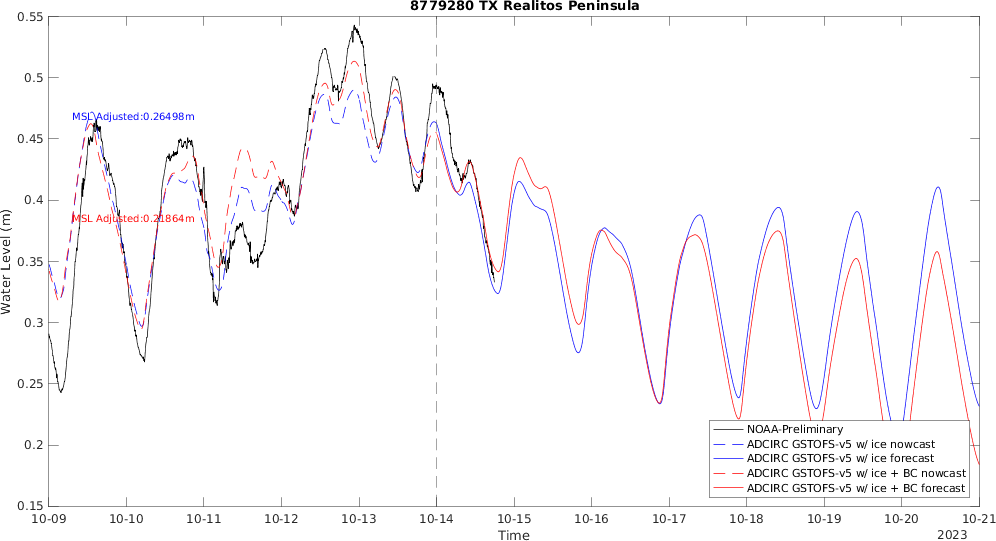 8779280 TX Realitos Peninsula
0.55
0.5
0.45
0.4
0.35
0.3
0.25
0.2
0.15
Water Level (m)
MSL Adjusted:0.26498m
MSL Adjusted:0.21864m
NOAA-Preliminary
ADCIRC GSTOFS-v5 w/ ice nowcast
ADCIRC GSTOFS-v5 w/ ice forecast
ADCIRC GSTOFS-v5 w/ ice + BC nowcast
ADCIRC GSTOFS-v5 w/ ice + BC forecast
10-09 10-10 10-11 10-12 10-13 10-14 10-15 10-16 10-17 10-18 10-19 10-20 10-21
Time
2023